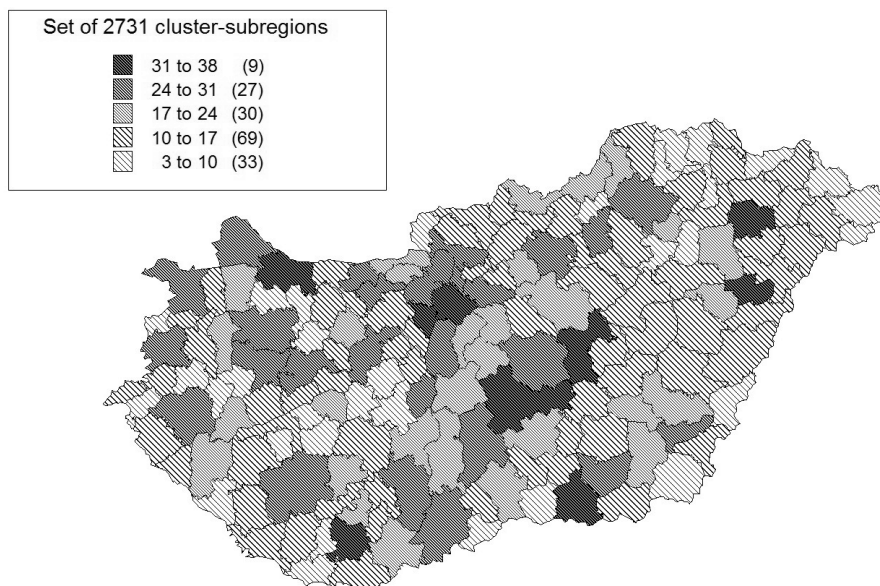 Set of 2731 cluster-subregions
31 to 38 (9)
24 to 31 (27)
17 to 24 (30)
10 to 17 (69)
3 to 10 (33)